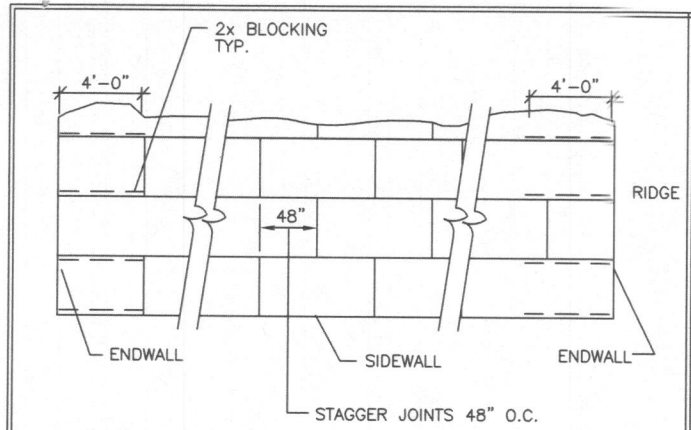 2x BLOCKING
TYP.
4'-0"
4'-0"
RIDGE
48"
ENDWALL
SIDEWALL
ENDWALL
STAGGER JOINTS 48" O.C.